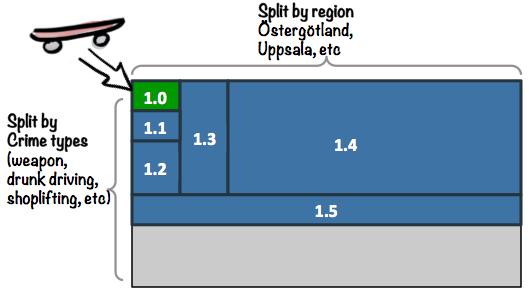 Split by region
Östergötland,
Uppsala, etc
Split by
Crime types
(weapon,
drunk driving,
shoplifting, etc)
1.0
1.1
1.2
1.3
1.4
1.5